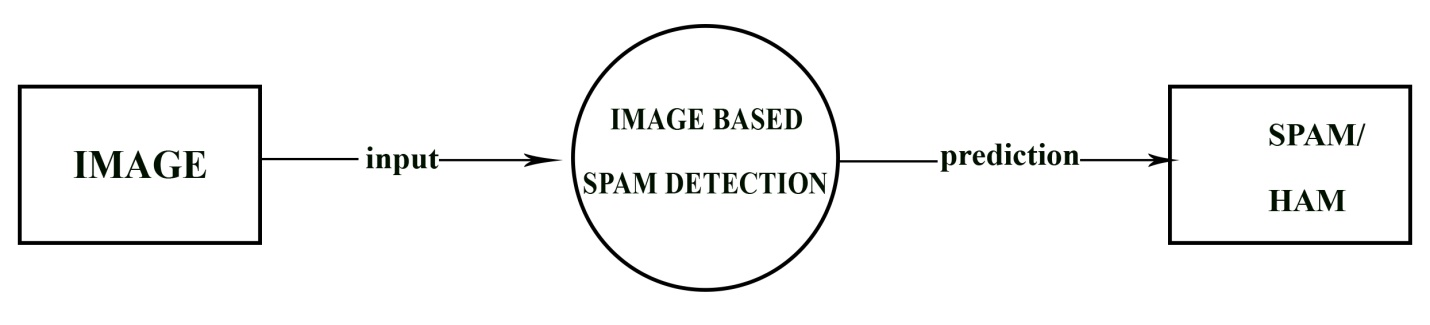 IMAGE
input
IMAGE BASED
SPAM DETECTION
prediction
SPAM/
HAM